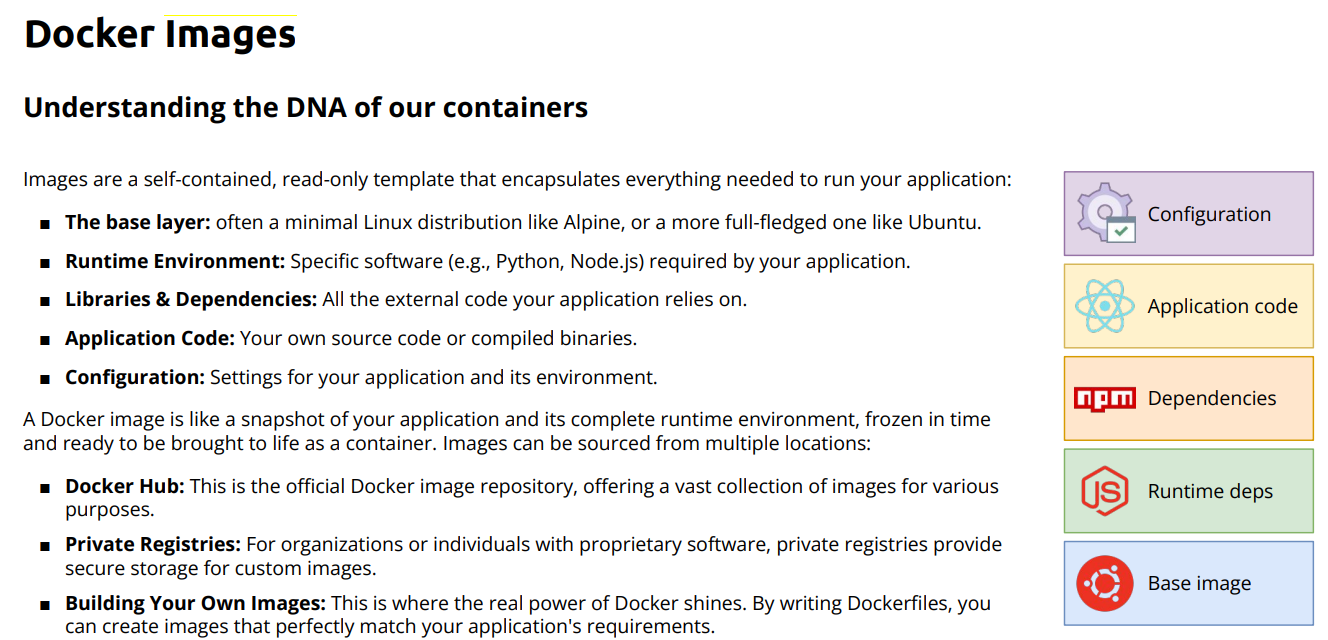 Docker Images
Understanding the DNA of our containers
Images are a self-contained, read-only template that encapsulates everything needed to run your application:
▪ The base layer: often a minimal Linux distribution like Alpine, or a more full-fledged one like Ubuntu.
▪ Runtime Environment: Specific software (e.g., Python, Node.js) required by your application.
▪ Libraries & Dependencies: All the external code your application relies on.
▪ Application Code: Your own source code or compiled binaries.
▪ Configuration: Settings for your application and its environment.
A Docker image is like a snapshot of your application and its complete runtime environment, frozen in time
and ready to be brought to life as a container. Images can be sourced from multiple locations:
▪ Docker Hub: This is the official Docker image repository, offering a vast collection of images for various
purposes.
▪ Private Registries: For organizations or individuals with proprietary software, private registries provide
secure storage for custom images.
▪ Building Your Own Images: This is where the real power of Docker shines. By writing Dockerfiles, you
can create images that perfectly match your application's requirements.
Configuration
Application code
npm Dependencies
JS Runtime deps
Base image